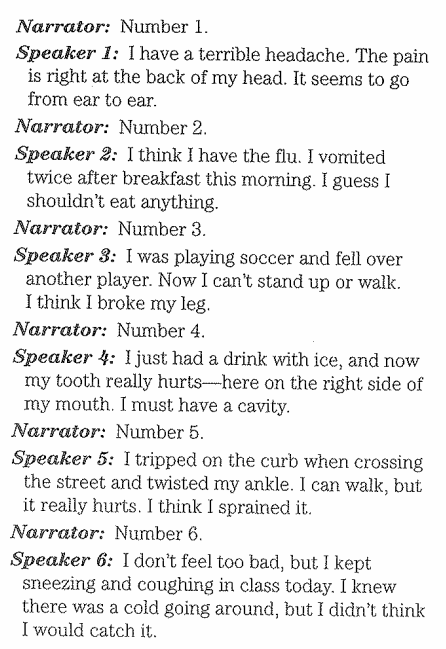 Narrator: Number 1.
Speaker 1: I have a terrible headache. The pain
is right at the back of my head. It seems to go
from ear to ear.
Narrator: Number 2.
Speaker 2: I think I have the flu. I vomited
twice after breakfast this morning. I guess I
shouldn't eat anything.
Narrator: Number 3.
Speaker 3: I was playing soccer and fell over
another player. Now I can't stand up or walk.
I think I broke my leg.
Narrator: Number 4.
Speaker 4: I just had a drink with ice, and now
my tooth really hurts—here on the right side of
my mouth. I must have a cavity.
Narrator: Number 5.
Speaker 5: I tripped on the curb when crossing
the street and twisted my ankle. I can walk, but
it really hurts. I think I sprained it.
Narrator: Number 6.
Speaker 6: I don't feel too bad, but I kept
sneezing and coughing in class today. I knew
there was a cold going around, but I didn't think
I would catch it.